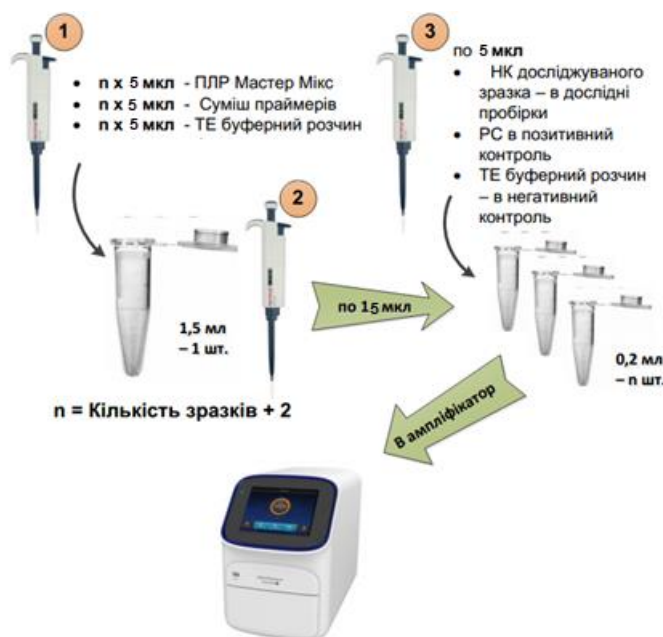 1
• n x 5 мкл - ПЛР Мастер Мікс
• n x 5 мкл - Суміш праймерів
• n x 5 мкл - ТЕ буферний розчин
2
1,5 мл
– 1 шт.
n = Кількість зразків + 2
по 15 мкл
3
по 5 мкл
• НК досліджуваного
зразка – в дослідні
пробірки
• РС в позитивний
контроль
• ТЕ буферний розчин
– в негативний
контроль
0,2 мл
– n шт.
В ампліфікатор